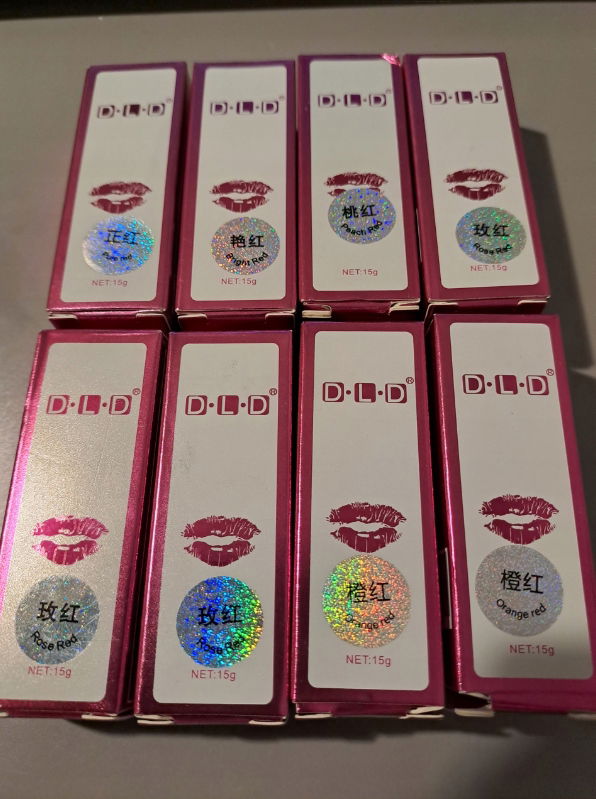 D·L·D®
正红
Pure red
NET:15g
D·L·D®
艳红
Bright Red
NET:15g
D·L·D®
桃红
Peach Red
NET:15g
D·L·D®
玫红
Rose Red
NET:15g
D·L·D®
玫红
Rose Red
NET:15g
D·L·D®
玫红
Rose Red
NET:15g
D·L·D®
橙红
Orange red
NET:15g
D·L·D®
橙红
Orange red
NET:15g